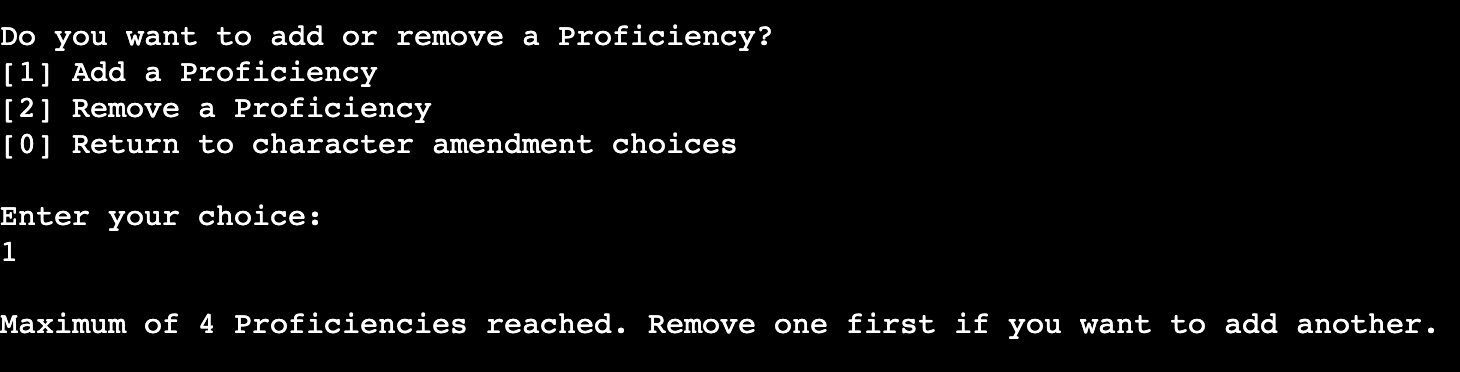 Do you want to add or remove a Proficiency?
[1] Add a Proficiency
[2] Remove a Proficiency
[0] Return to character amendment choices
Enter your choice:
1
Maximum of 4 Proficiencies reached. Remove one first if you want to add another.